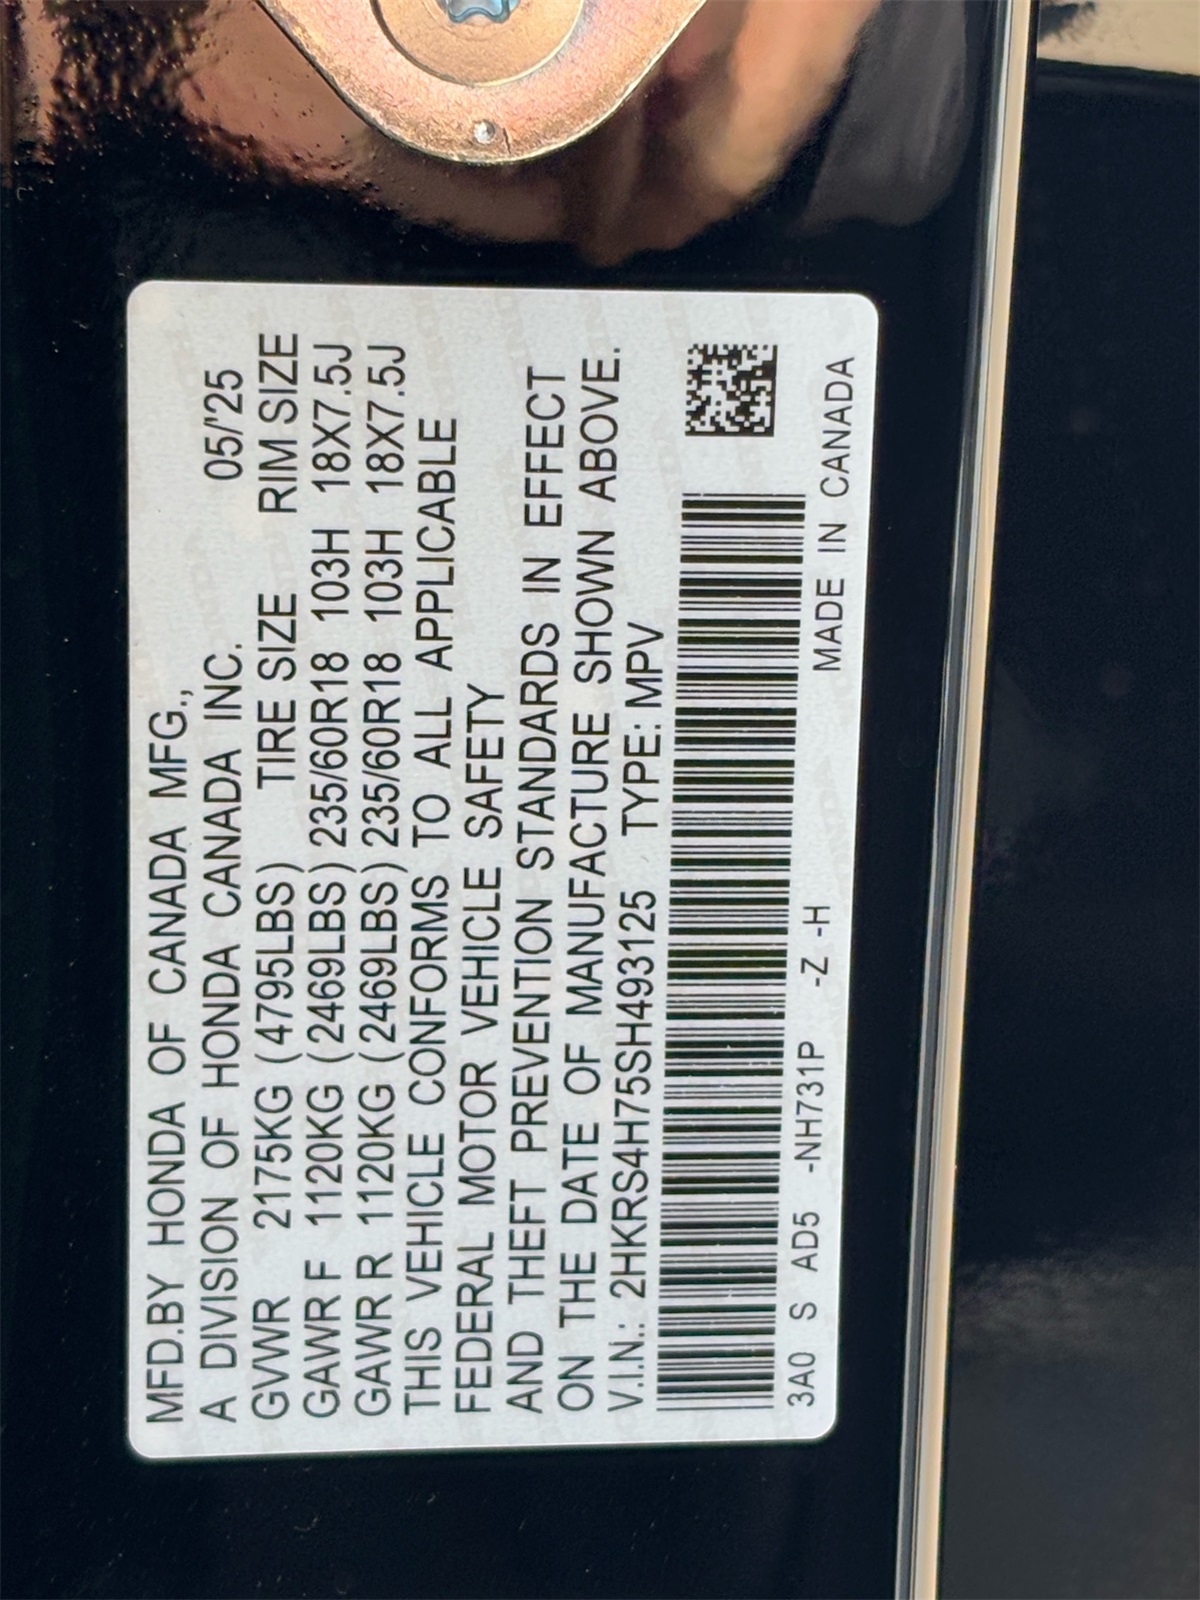 MFD.BY HONDA OF CANADA MFG.,
A DIVISION OF HONDA CANADA INC. 05/'25
GVWR 2175KG (4795LBS) TIRE SIZE RIM SIZE
GAWR F 1120KG (2469LBS) 235/60R18 103H 18X7.5J
GAWR R 1120KG (2469LBS) 235/60R18 103H 18X7.5J
THIS VEHICLE CONFORMS TO ALL APPLICABLE
FEDERAL MOTOR VEHICLE SAFETY
AND THEFT PREVENTION STANDARDS IN EFFECT
ON THE DATE OF MANUFACTURE SHOWN ABOVE.
V.I.N.: 2HKRS4H75SH493125 TYPE: MPV
3A0 S AD5 -NH731P -Z -H MADE IN CANADA